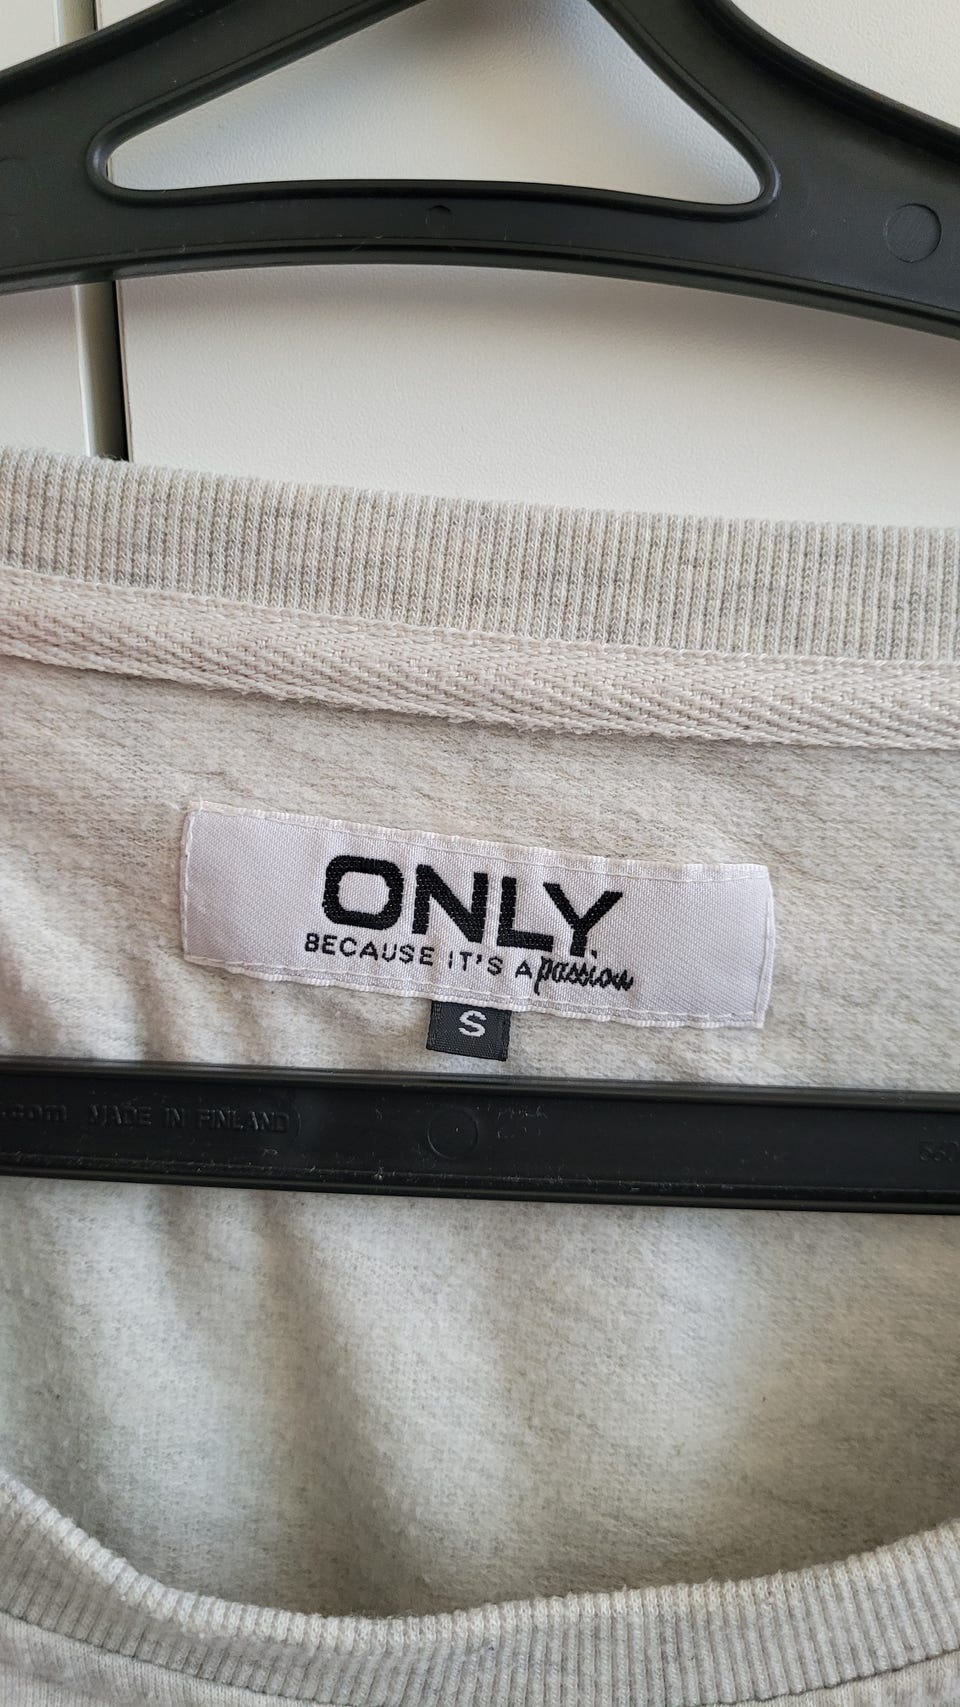 ONLY.
BECAUSE IT'S A passion
S
.com MADE IN FINLAND